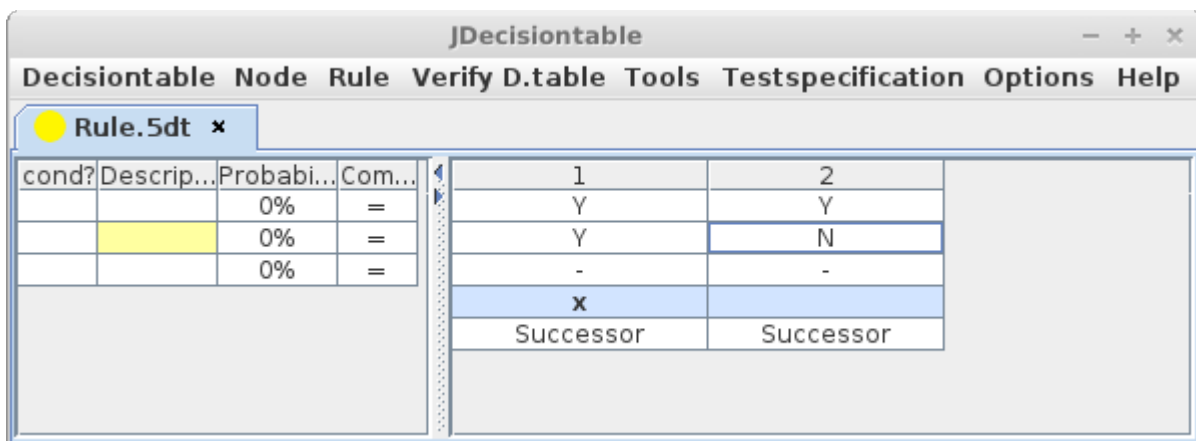 JDecisiontable
Decisiontable Node Rule Verify D.table Tools Testspecification Options Help
Rule.5dt
cond? Descrip... Probabi... Com... 1 2
0% = Y Y
0% = Y N
0% = - -
x
Successor Successor